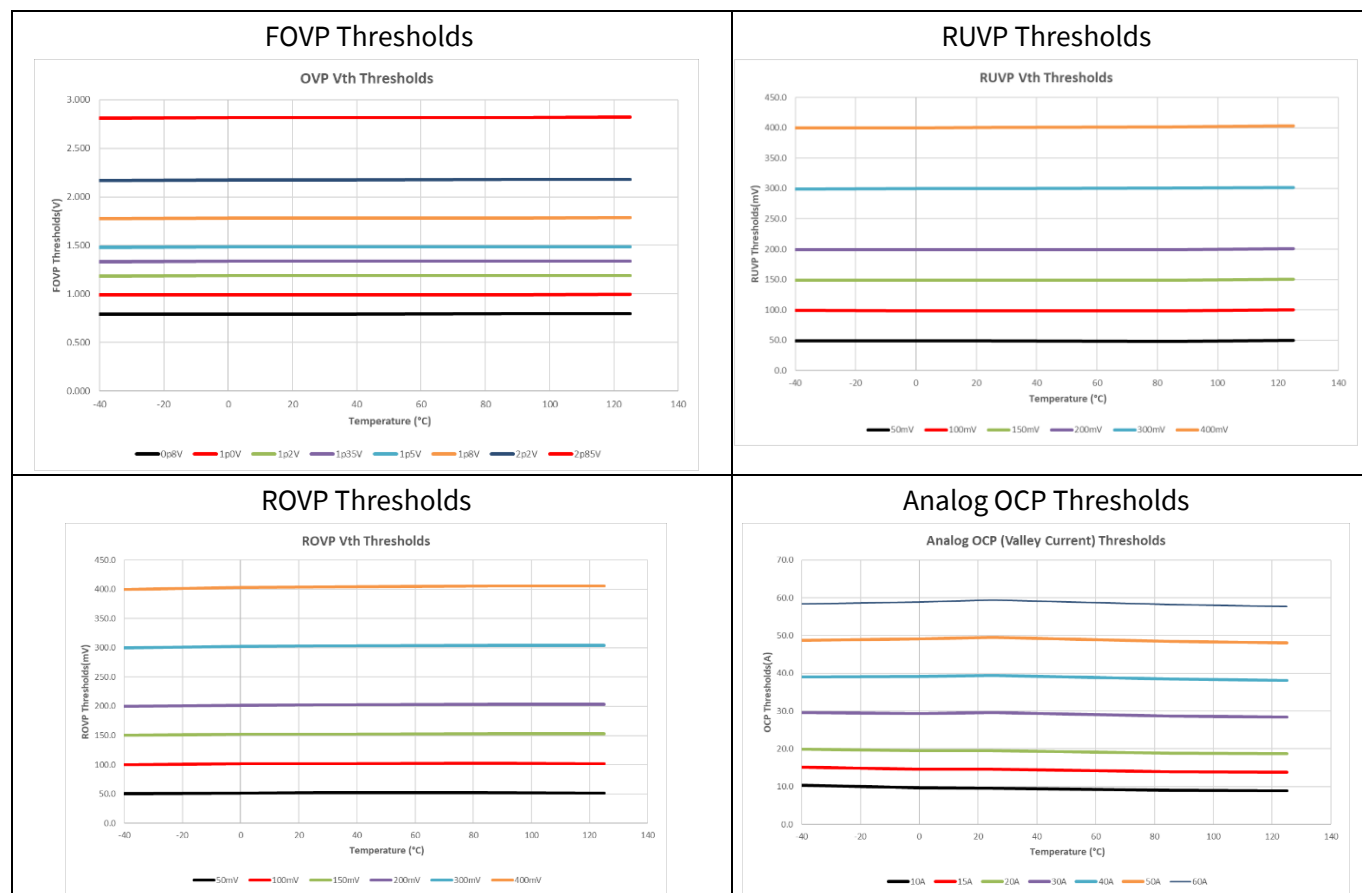 FOVP Thresholds
OVP Vth Thresholds
FOVP Thresholds(V)
3.000
2.500
2.000
1.500
1.000
0.500
0.000
-40 -20 0 20 40 60 80 100 120 140
Temperature (°C)
0p8V 1p0V 1p2V 1p35V 1p5V 1p8V 2p2V 2p85V
RUVP Thresholds
RUVP Vth Thresholds
RUVP Thresholds(mV)
450.0
400.0
350.0
300.0
250.0
200.0
150.0
100.0
50.0
0.0
-40 -20 0 20 40 60 80 100 120 140
Temperature (°C)
50mV 100mV 150mV 200mV 300mV 400mV
ROVP Thresholds
ROVP Vth Thresholds
ROVP Thresholds(mV)
450.0
400.0
350.0
300.0
250.0
200.0
150.0
100.0
50.0
0.0
-40 -20 0 20 40 60 80 100 120 140
Temperature (°C)
50mV 100mV 150mV 200mV 300mV 400mV
Analog OCP Thresholds
Analog OCP (Valley Current) Thresholds
OCP Thresholds(A)
70.0
60.0
50.0
40.0
30.0
20.0
10.0
0.0
-40 -20 0 20 40 60 80 100 120 140
Temperature (°C)
10A 15A 20A 30A 40A 50A 60A